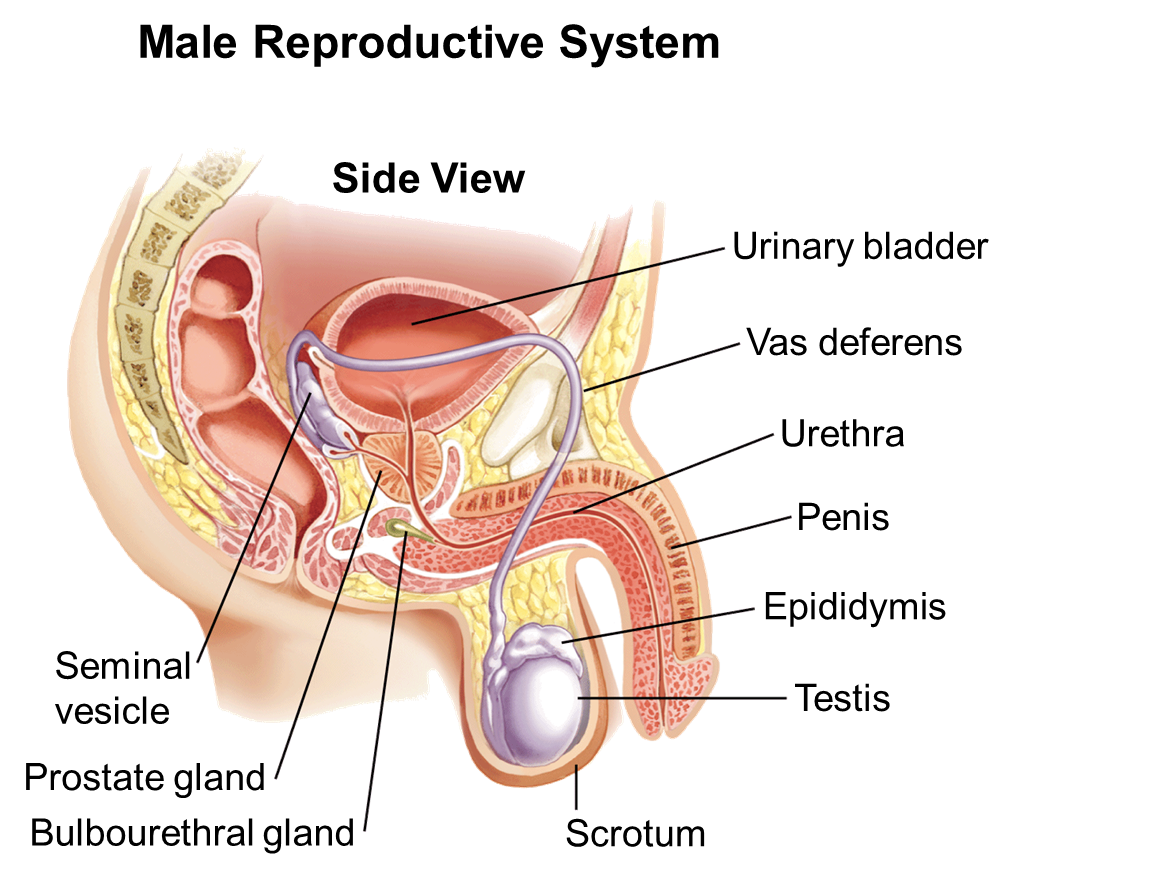 Male Reproductive System
Side View
Urinary bladder
Vas deferens
Urethra
Penis
Epididymis
Testis
Seminal
vesicle
Prostate gland
Bulbourethral gland
Scrotum